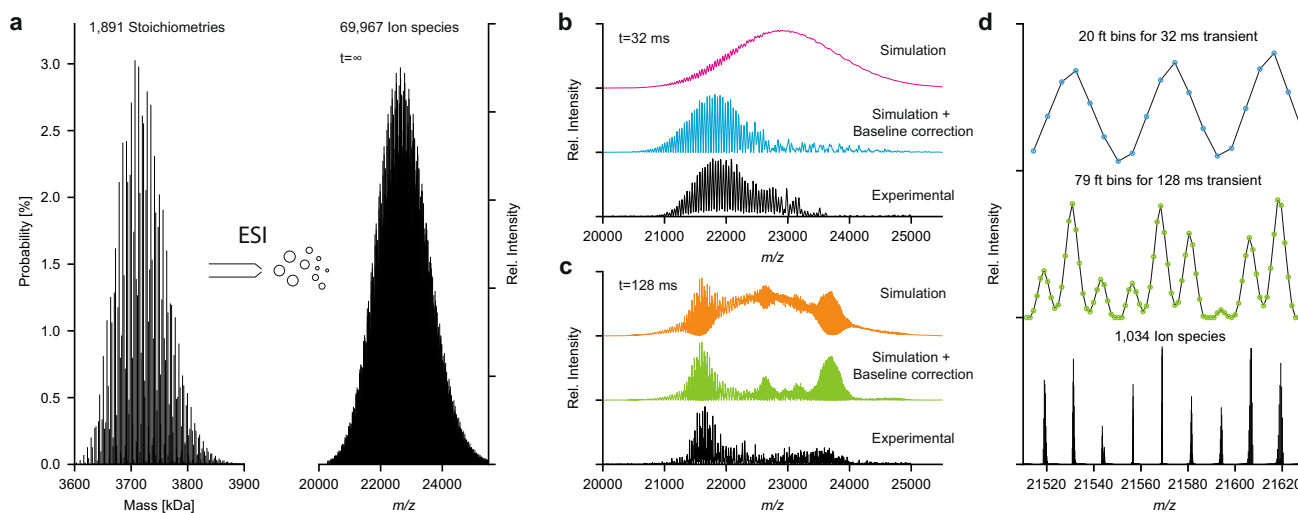 a
1,891 Stoichiometries
69,967 Ion species
t=∞
3.0
2.5
2.0
1.5
1.0
0.5
0.0
Probability [%]
3600
3700
3800
3900
Mass [kDa]
ESI
Rel. Intensity
20000
22000
24000
m/z
b
t=32 ms
Simulation
Simulation +
Baseline correction
Experimental
Rel. Intensity
20000
21000
22000
23000
24000
25000
m/z
c
t=128 ms
Simulation
Simulation +
Baseline correction
Experimental
Rel. Intensity
20000
21000
22000
23000
24000
25000
m/z
d
20 ft bins for 32 ms transient
79 ft bins for 128 ms transient
1,034 Ion species
Rel. Intensity
21520
21540
21560
21580
21600
21620
m/z